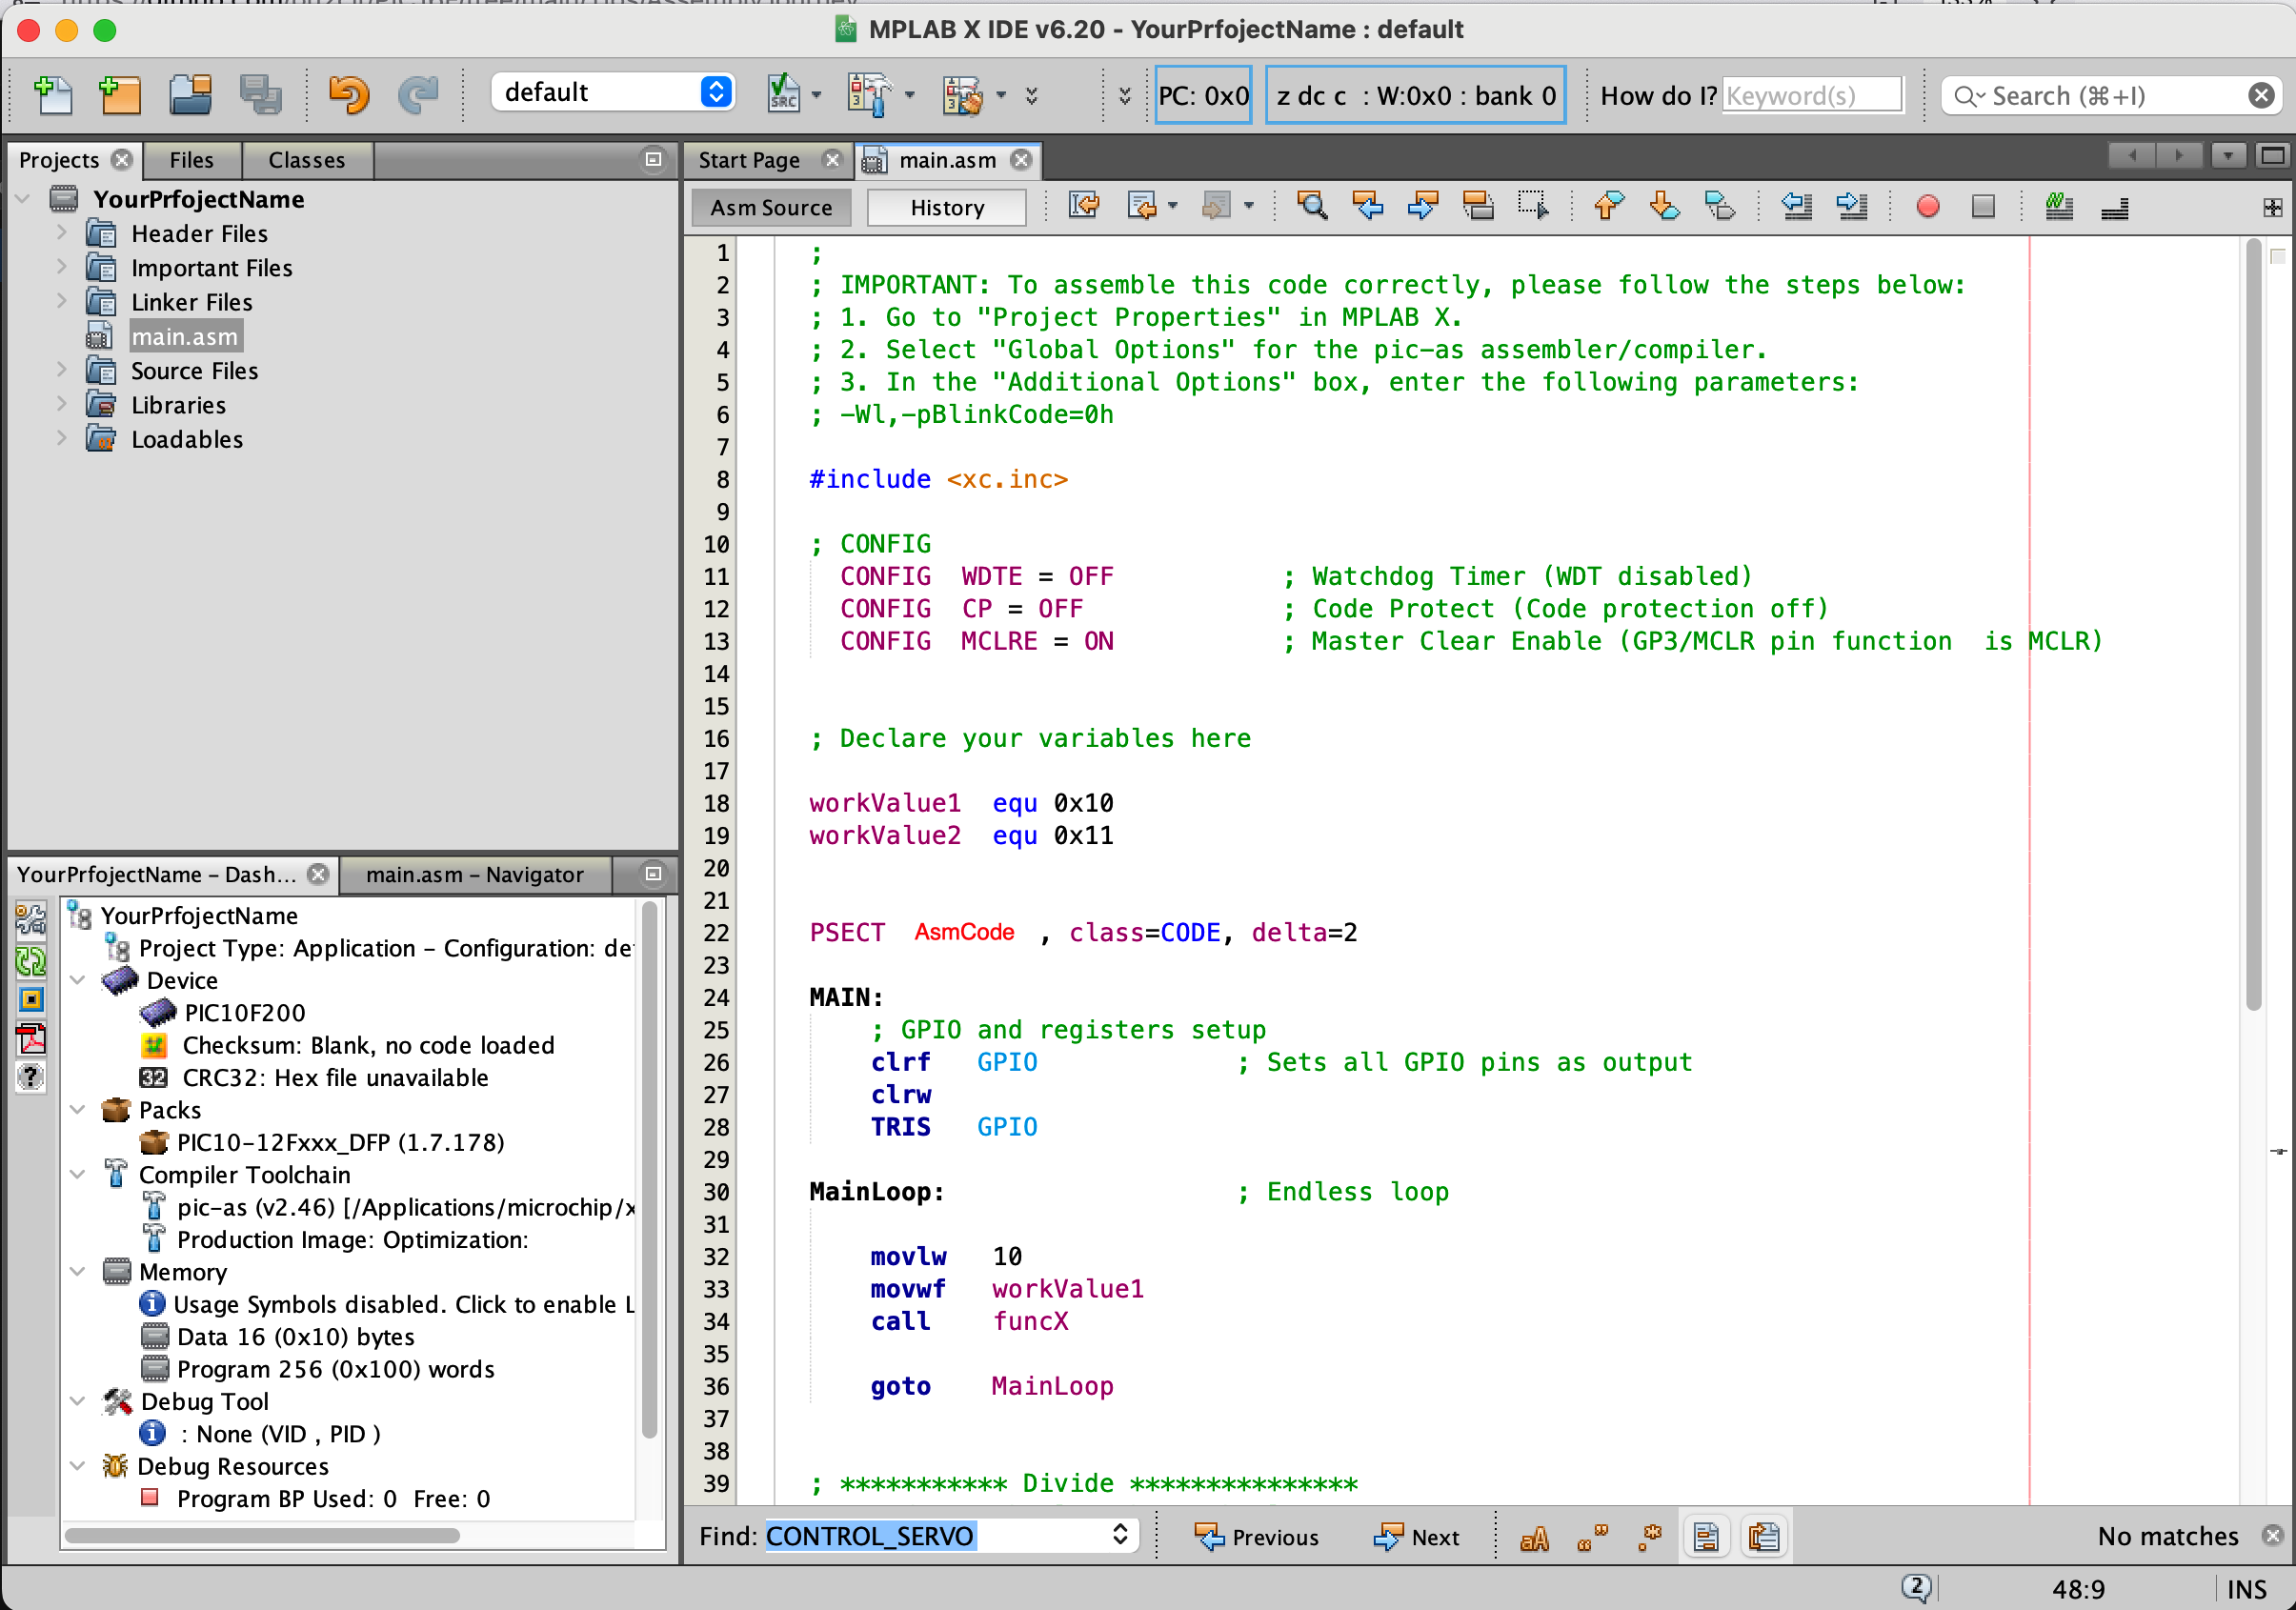 MPLAB X IDE v6.20 - YourPrfojectName : default
default
PC: 0x0
z dc c : W:0x0 : bank 0
How do I? Keyword(s)
Search (⌘+I)
Projects
Files
Classes
YourPrfojectName
Header Files
Important Files
Linker Files
main.asm
Source Files
Libraries
Loadables
YourPrfojectName – Dash...
main.asm – Navigator
YourPrfojectName
Project Type: Application – Configuration: de
Device
PIC10F200
Checksum: Blank, no code loaded
CRC32: Hex file unavailable
Packs
PIC10-12Fxxx_DFP (1.7.178)
Compiler Toolchain
pic-as (v2.46) [/Applications/microchip/x
Production Image: Optimization:
Memory
Usage Symbols disabled. Click to enable L
Data 16 (0x10) bytes
Program 256 (0x100) words
Debug Tool
: None (VID , PID )
Debug Resources
Program BP Used: 0 Free: 0
Start Page
main.asm
Asm Source
History
1 ;
2 ; IMPORTANT: To assemble this code correctly, please follow the steps below:
3 ; 1. Go to "Project Properties" in MPLAB X.
4 ; 2. Select "Global Options" for the pic-as assembler/compiler.
5 ; 3. In the "Additional Options" box, enter the following parameters:
6 ; -Wl,-pBlinkCode=0h
7
8 #include <xc.inc>
9
10 ; CONFIG
11 CONFIG WDTE = OFF ; Watchdog Timer (WDT disabled)
12 CONFIG CP = OFF ; Code Protect (Code protection off)
13 CONFIG MCLRE = ON ; Master Clear Enable (GP3/MCLR pin function is MCLR)
14
15
16 ; Declare your variables here
17
18 workValue1 equ 0x10
19 workValue2 equ 0x11
20
21
22 PSECT AsmCode , class=CODE, delta=2
23
24 MAIN:
25 ; GPIO and registers setup
26 clrf GPIO ; Sets all GPIO pins as output
27 clrw
28 TRIS GPIO
29
30 MainLoop: ; Endless loop
31
32 movlw 10
33 movwf workValue1
34 call funcX
35
36 goto MainLoop
37
38
39 ; *********** Divide ***************
Find: CONTROL_SERVO
Previous
Next
No matches
2
48:9
INS